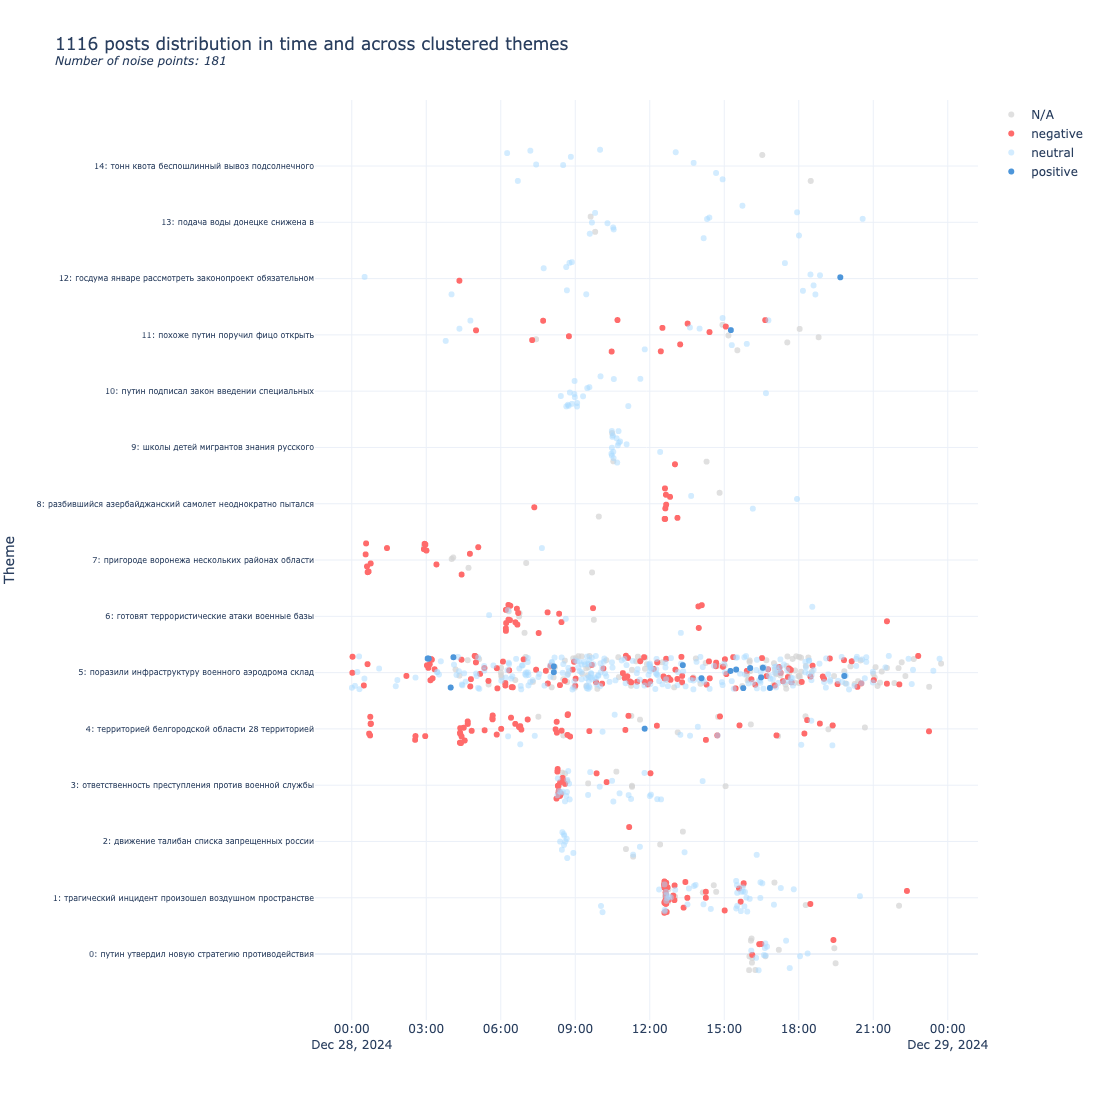 1116 posts distribution in time and across clustered themes
Number of noise points: 181
N/A
negative
neutral
positive
Theme
14: тонн квота беспошлинный вывоз подсолнечного
13: подача воды донецке снижена в
12: госдума январе рассмотреть законопроект обязательном
11: похоже путин поручил фицо открыть
10: путин подписал закон введении специальных
9: школы детей мигрантов знания русского
8: разбившийся азербайджанский самолет неоднократно пытался
7: пригороде воронежа нескольких районах области
6: готовят террористические атаки военные базы
5: поразили инфраструктуру военного аэродрома склад
4: территорией белгородской области 28 территорией
3: ответственность преступления против военной службы
2: движение талибан списка запрещенных россии
1: трагический инцидент произошел воздушном пространстве
0: путин утвердил новую стратегию противодействия
00:00 03:00 06:00 09:00 12:00 15:00 18:00 21:00 00:00
Dec 28, 2024 Dec 29, 2024